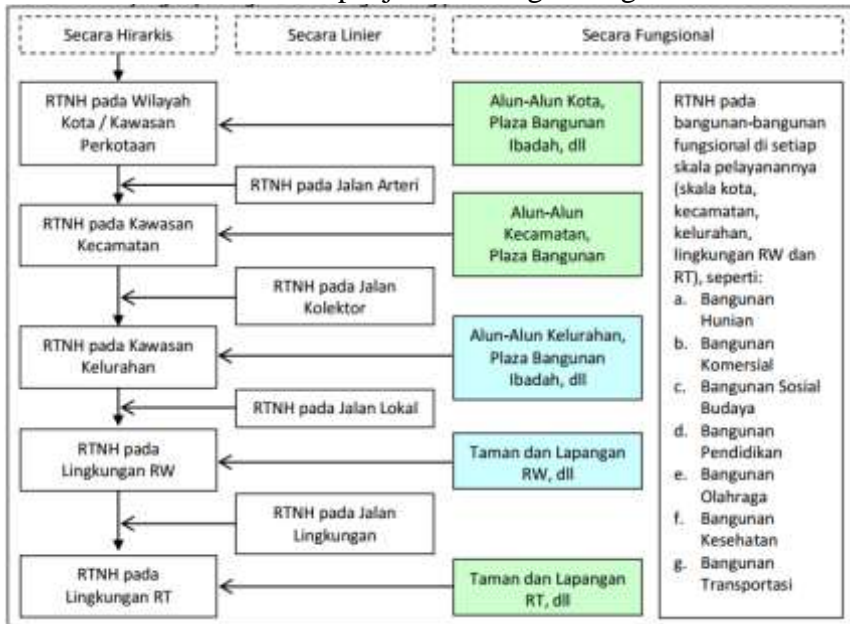 Secara Hirarkis
Secara Linier
Secara Fungsional
RTNH pada Wilayah
Kota / Kawasan
Perkotaan
Alun-Alun Kota,
Plaza Bangunan
Ibadah, dll
RTNH pada Jalan Arteri
RTNH pada Kawasan
Kecamatan
Alun-Alun
Kecamatan,
Plaza Bangunan
RTNH pada Jalan
Kolektor
RTNH pada Kawasan
Kelurahan
Alun-Alun Kelurahan,
Plaza Bangunan
Ibadah, dll
RTNH pada Jalan Lokal
RTNH pada
Lingkungan RW
Taman dan Lapangan
RW, dll
RTNH pada Jalan
Lingkungan
RTNH pada
Lingkungan RT
Taman dan Lapangan
RT, dll
RTNH pada
bangunan-bangunan
fungsional di setiap
skala pelayanannya
(skala kota,
kecamatan,
kelurahan,
lingkungan RW dan
RT), seperti:
a. Bangunan
Hunian
b. Bangunan
Komersial
c. Bangunan Sosial
Budaya
d. Bangunan
Pendidikan
e. Bangunan
Olahraga
f. Bangunan
Kesehatan
g. Bangunan
Transportasi